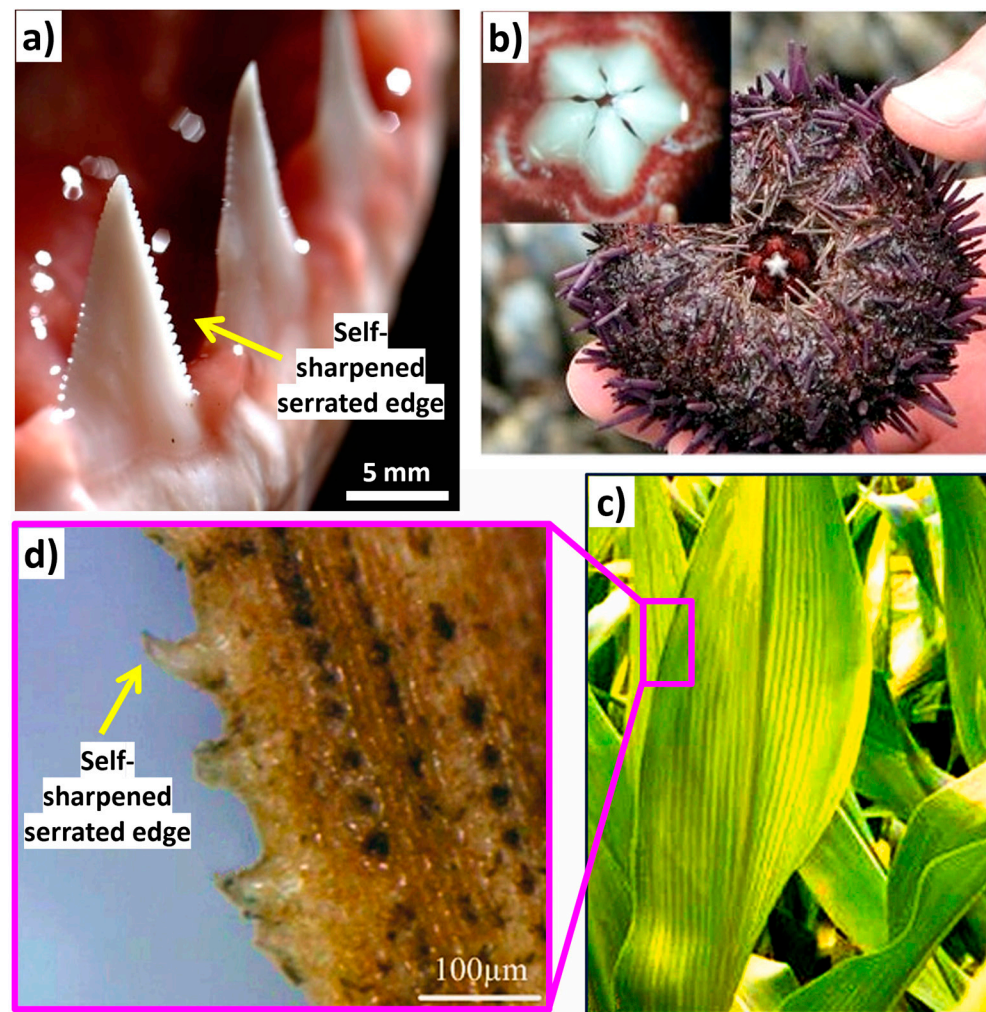 a)
Self-
sharpened
serrated edge
5 mm
b)
c)
d)
Self-
sharpened
serrated edge
100μm